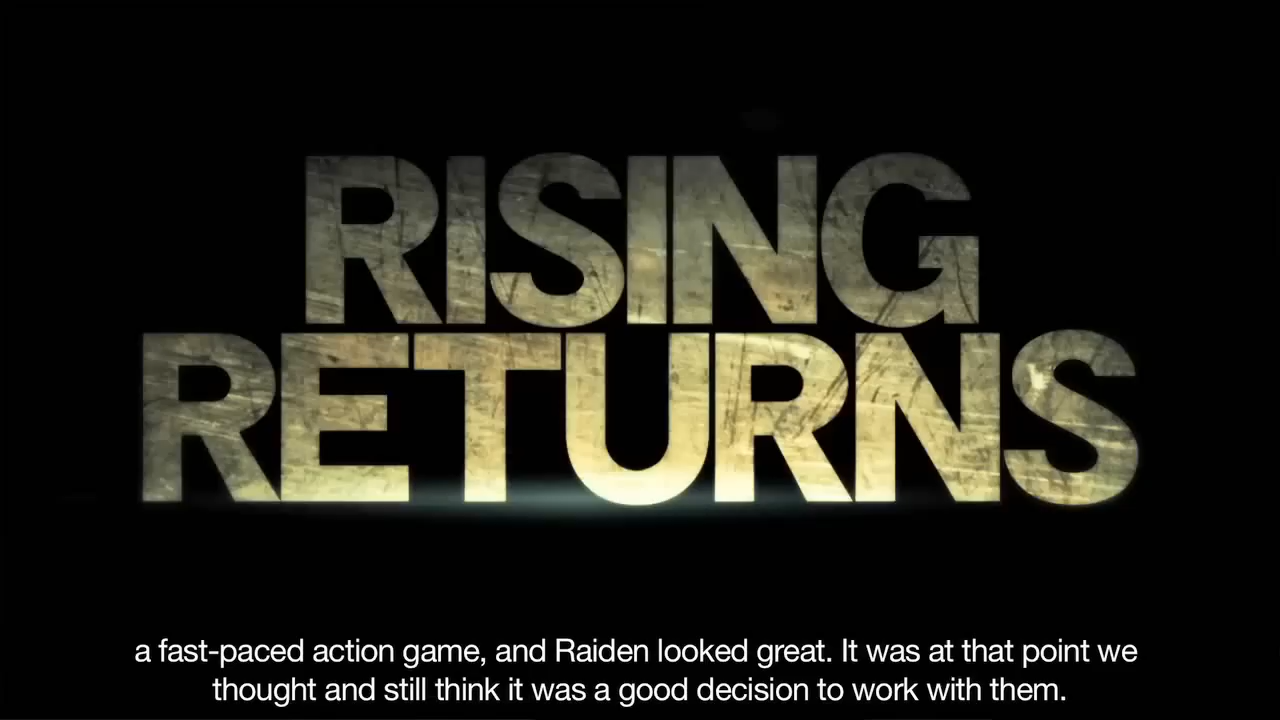 RISING
RETURNS
a fast-paced action game, and Raiden looked great. It was at that point we
thought and still think it was a good decision to work with them.